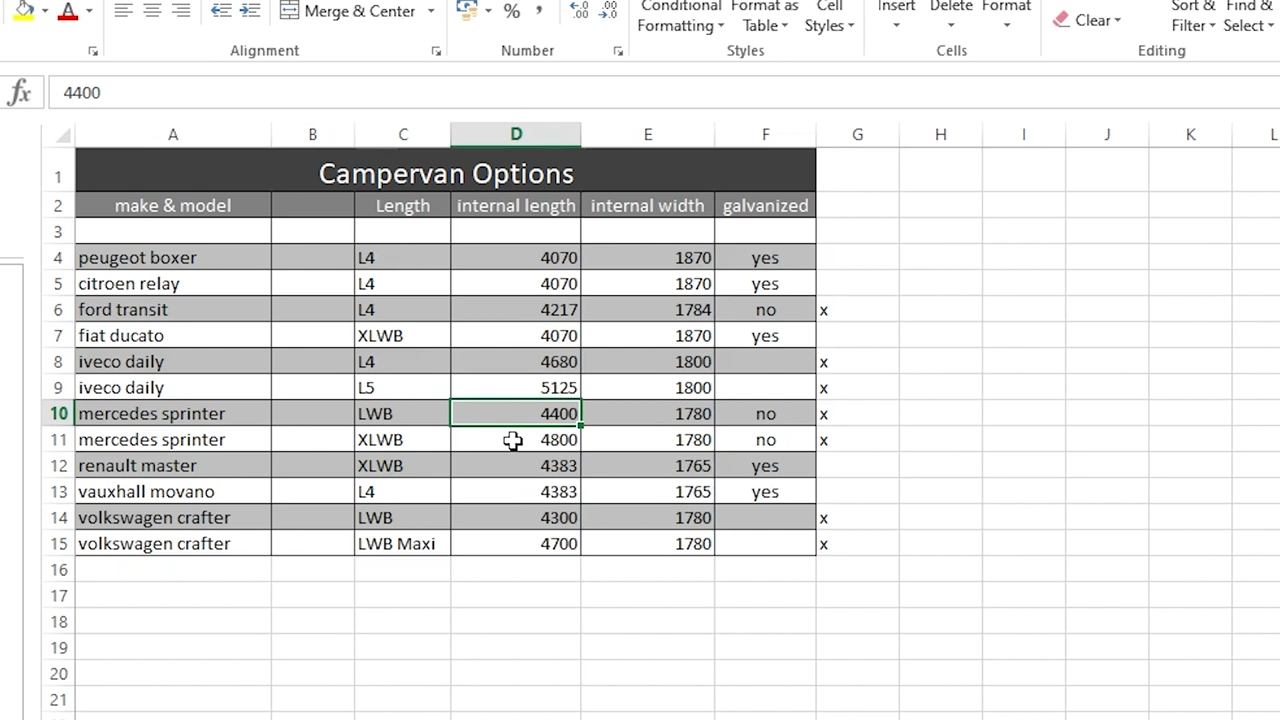 Merge & Center
%
Conditional Formatting
Format as Table
Cell Styles
Insert
Delete
Format
Clear
Sort & Filter
Find & Select
Alignment
Number
Styles
Cells
Editing
fx 4400
A B C D E F G H I J K L
1 Campervan Options
2 make & model Length internal length internal width galvanized
3
4 peugeot boxer L4 4070 1870 yes
5 citroen relay L4 4070 1870 yes
6 ford transit L4 4217 1784 no x
7 fiat ducato XLWB 4070 1870 yes
8 iveco daily L4 4680 1800 x
9 iveco daily L5 5125 1800 x
10 mercedes sprinter LWB 4400 1780 no x
11 mercedes sprinter XLWB 4800 1780 no x
12 renault master XLWB 4383 1765 yes
13 vauxhall movano L4 4383 1765 yes
14 volkswagen crafter LWB 4300 1780 x
15 volkswagen crafter LWB Maxi 4700 1780 x
16
17
18
19
20
21